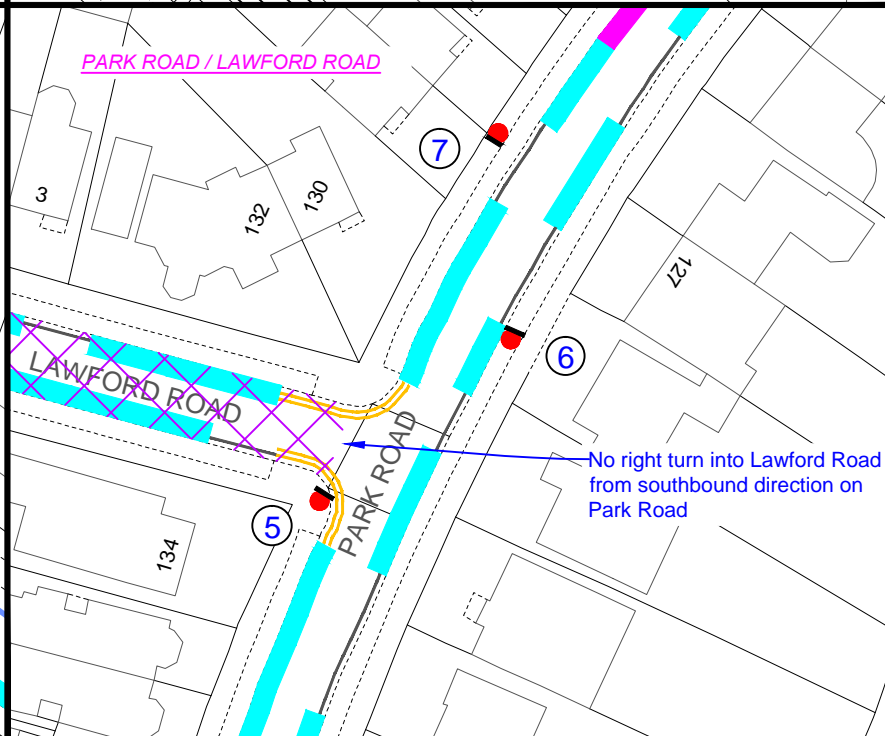 PARK ROAD / LAWFORD ROAD
7
3
132
130
127
6
LAWFORD ROAD
PARK ROAD
No right turn into Lawford Road
from southbound direction on
Park Road
5
134